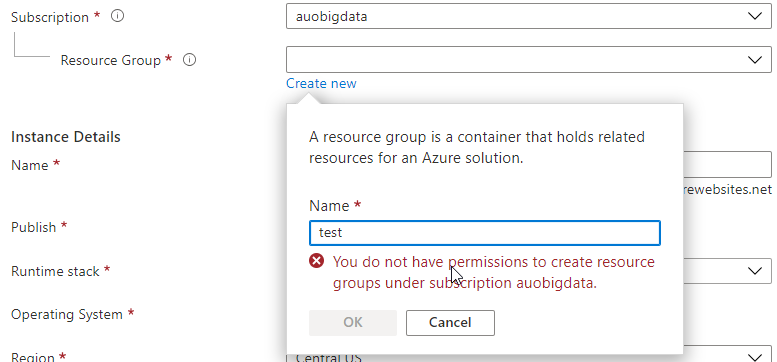 Subscription * auobigdata
Resource Group *
Create new
A resource group is a container that holds related
resources for an Azure solution.
Instance Details
Name *
rewebsites.net
Name *
test
You do not have permissions to create resource
groups under subscription auobigdata.
Publish *
Runtime stack *
Operating System *
OK Cancel
Region * Central US